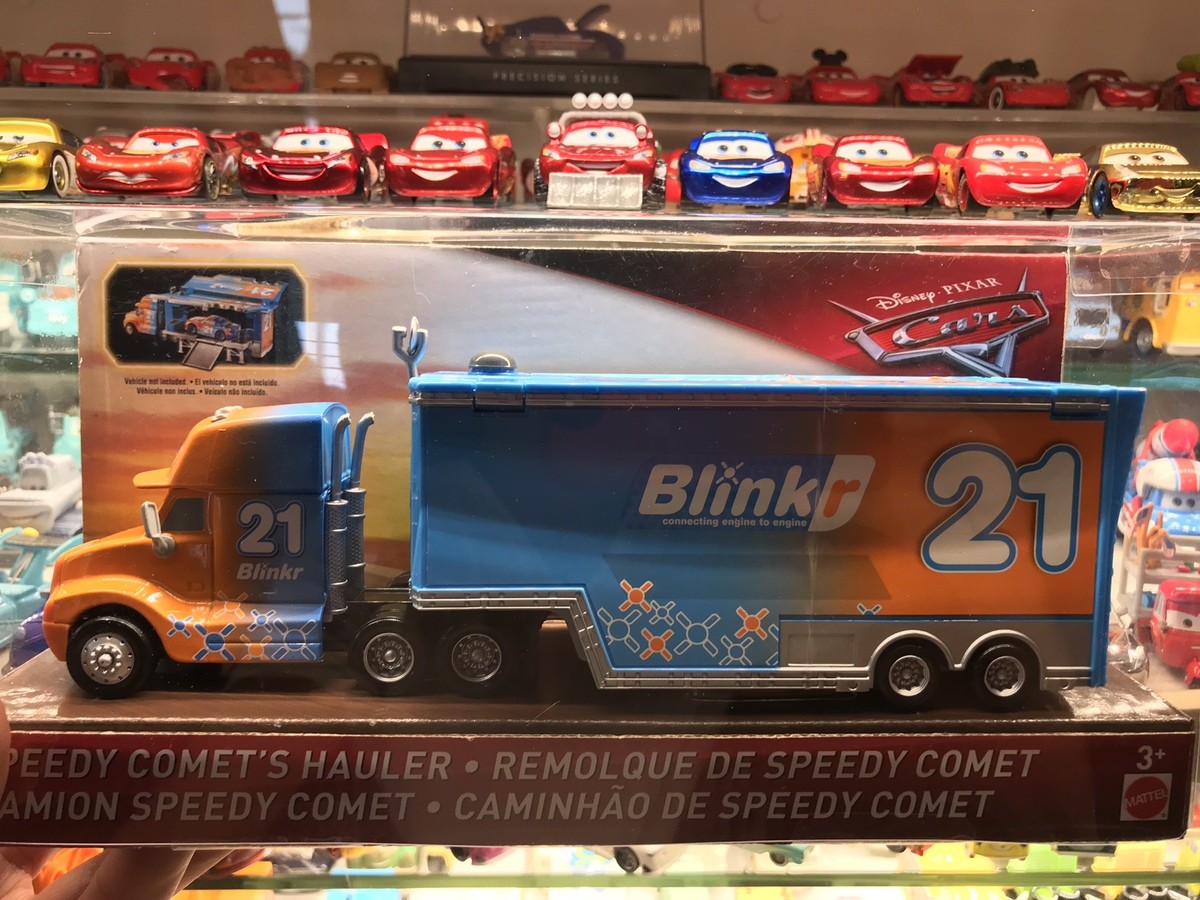 PRECISION SERIES
Disney·PIXAR
Cars
Vehicle not included. • El vehículo no está incluido.
Véhicule non inclus. • Veículo não incluído.
21
Blinkr
Blinkr
connecting engine to engine
21
PEEDY COMET'S HAULER • REMOLQUE DE SPEEDY COMET
AMION SPEEDY COMET • CAMINHÃO DE SPEEDY COMET
3+
MATTEL